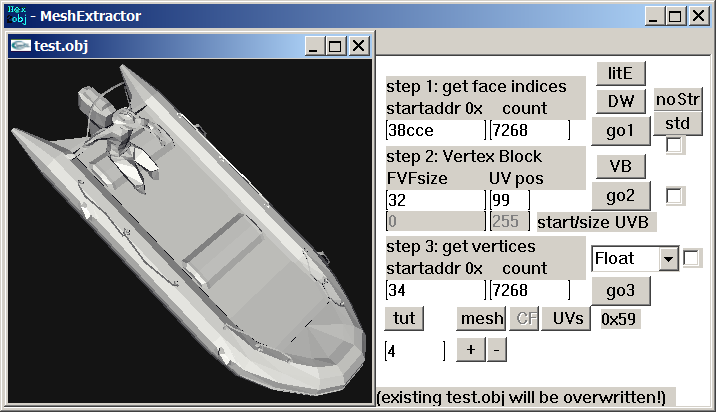 Hex
obj - MeshExtractor
test.obj
litE
step 1: get face indices
DW
noStr
startaddr 0x count
38cce 7268
go1
std
step 2: Vertex Block
VB
FVFsize UV pos
32 99
go2
0 255 start/size UVB
step 3: get vertices
Float
startaddr 0x count
34 7268
go3
tut mesh CF UVs 0x59
4 + -
(existing test.obj will be overwritten!)